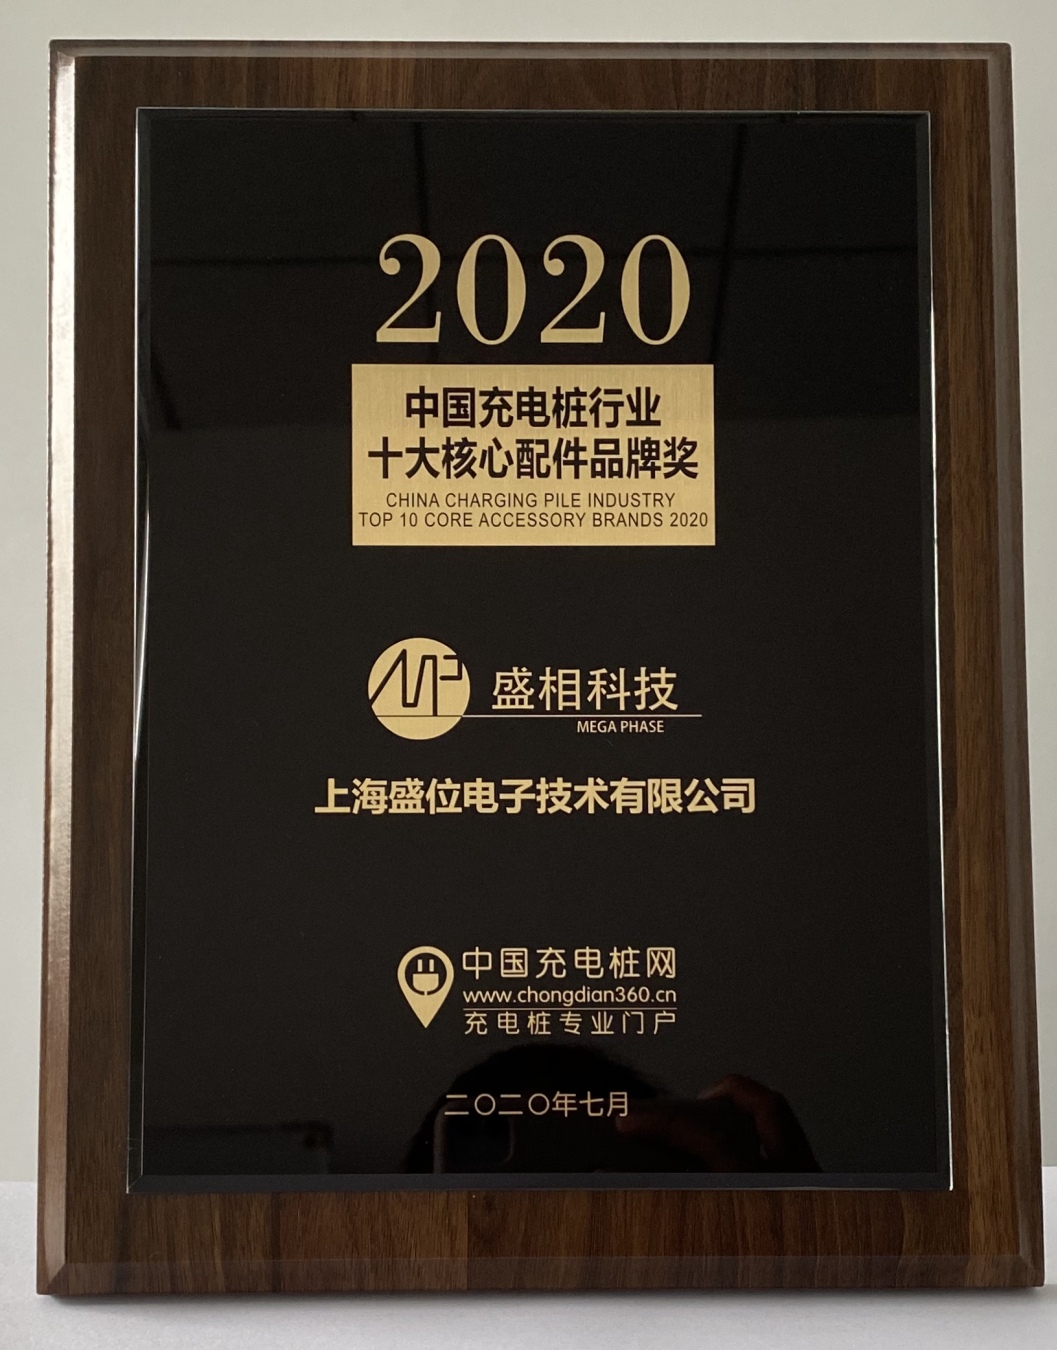 2020
中国充电桩行业
十大核心配件品牌奖
CHINA CHARGING PILE INDUSTRY
TOP 10 CORE ACCESSORY BRANDS 2020
MP 盛相科技
MEGA PHASE
上海盛位电子技术有限公司
中国充电桩网
www.chongdian360.cn
充电桩专业门户
二〇二〇年七月